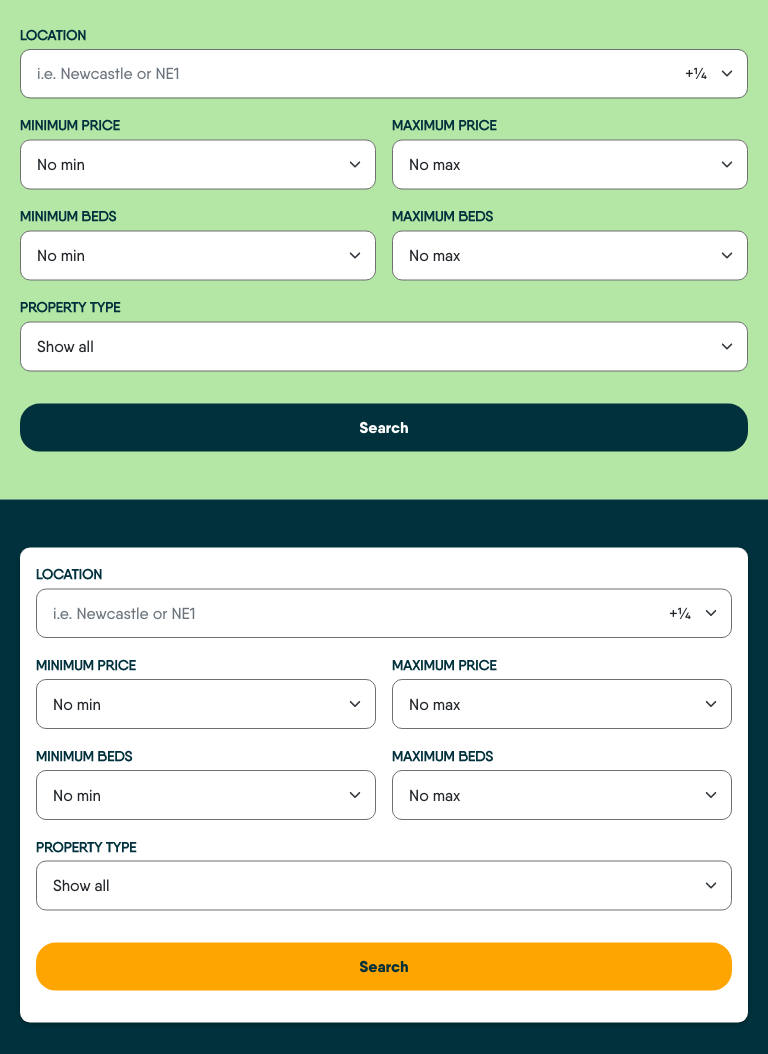 LOCATION
i.e. Newcastle or NE1 +¼
MINIMUM PRICE MAXIMUM PRICE
No min No max
MINIMUM BEDS MAXIMUM BEDS
No min No max
PROPERTY TYPE
Show all
Search
LOCATION
i.e. Newcastle or NE1 +¼
MINIMUM PRICE MAXIMUM PRICE
No min No max
MINIMUM BEDS MAXIMUM BEDS
No min No max
PROPERTY TYPE
Show all
Search